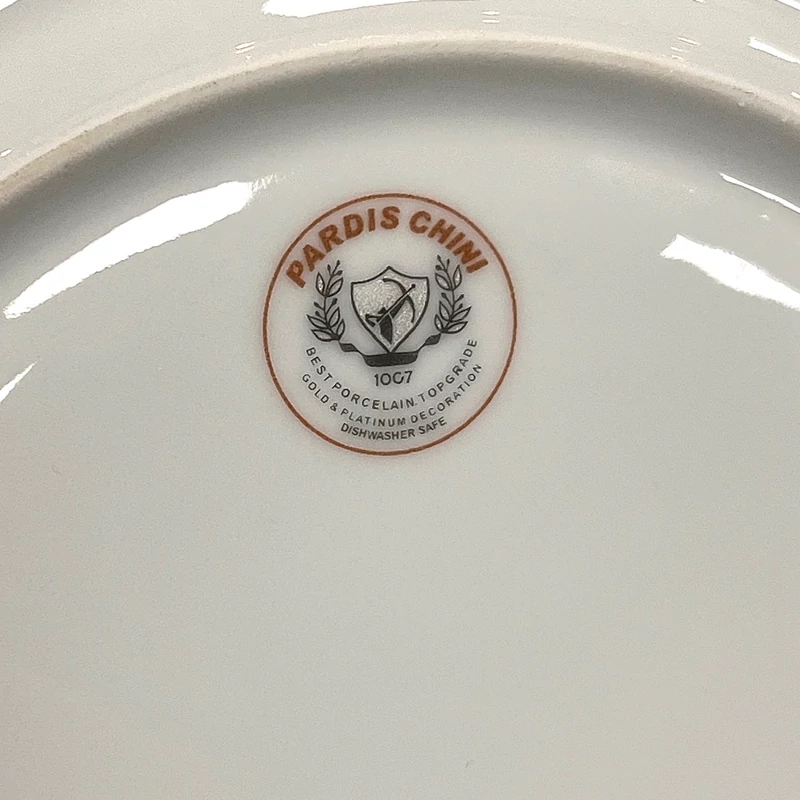 PARDIS CHINI
1007
BEST PORCELAIN.TOPGRADE
GOLD & PLATINUM DECORATION
DISHWASHER SAFE